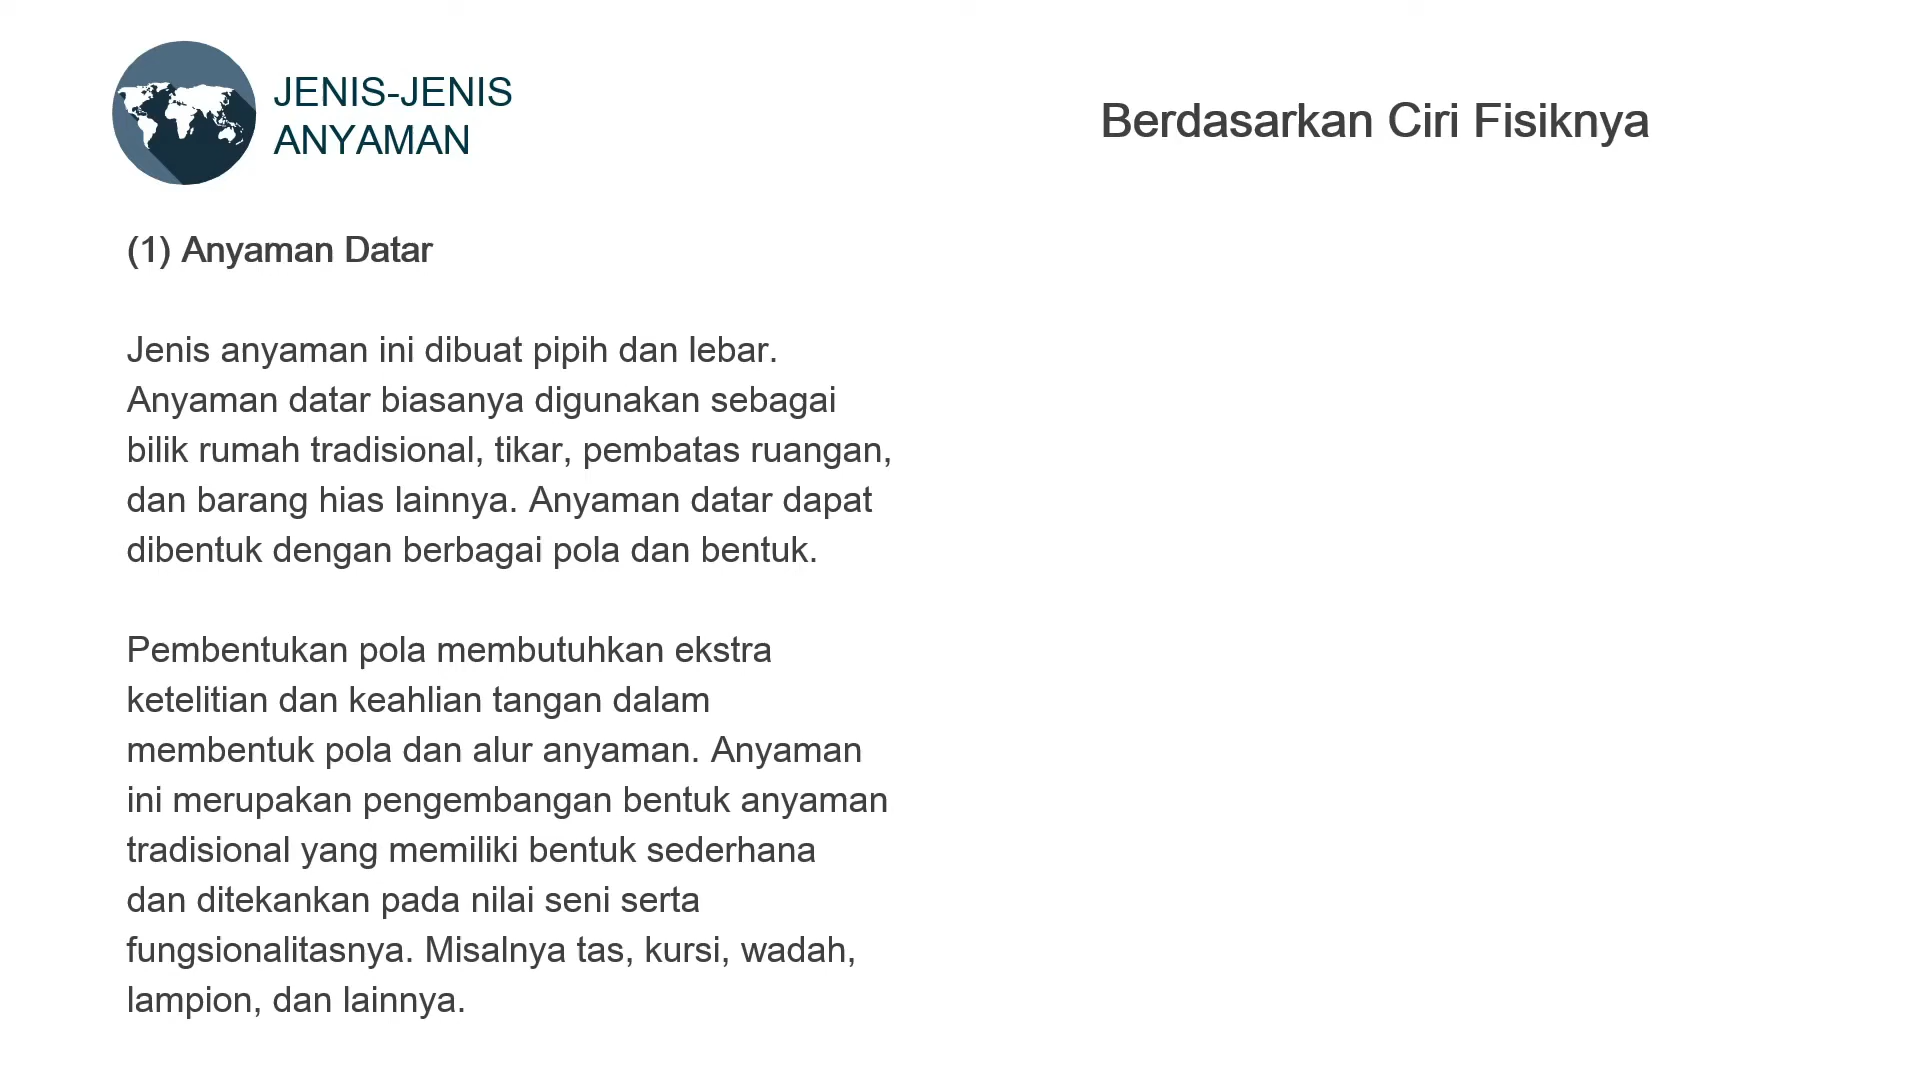 JENIS-JENIS
ANYAMAN
Berdasarkan Ciri Fisiknya
(1) Anyaman Datar
Jenis anyaman ini dibuat pipih dan lebar.
Anyaman datar biasanya digunakan sebagai
bilik rumah tradisional, tikar, pembatas ruangan,
dan barang hias lainnya. Anyaman datar dapat
dibentuk dengan berbagai pola dan bentuk.
Pembentukan pola membutuhkan ekstra
ketelitian dan keahlian tangan dalam
membentuk pola dan alur anyaman. Anyaman
ini merupakan pengembangan bentuk anyaman
tradisional yang memiliki bentuk sederhana
dan ditekankan pada nilai seni serta
fungsionalitasnya. Misalnya tas, kursi, wadah,
lampion, dan lainnya.